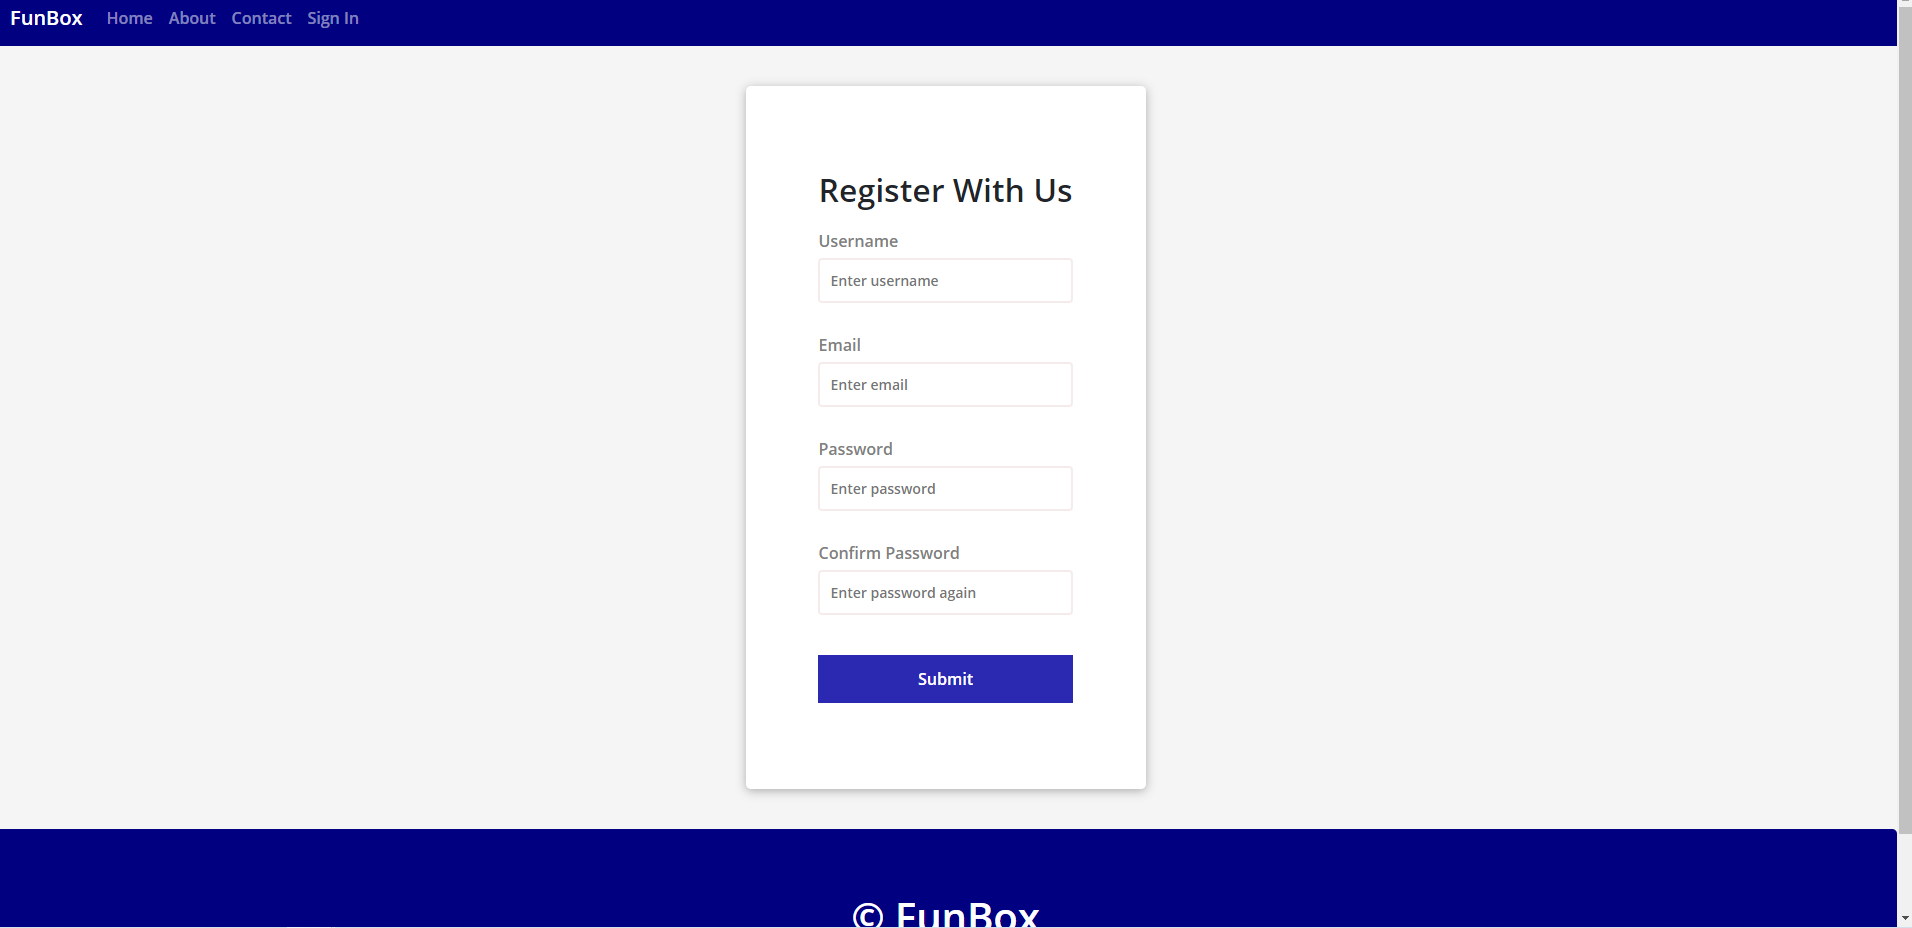 FunBox Home About Contact Sign In
Register With Us
Username
Enter username
Email
Enter email
Password
Enter password
Confirm Password
Enter password again
Submit
© FunBox